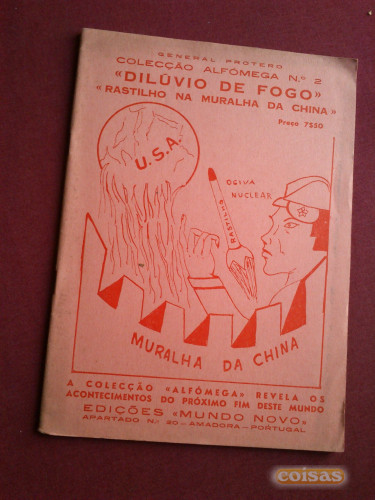 GENERAL PROTERO
COLECÇÃO ALFÓMEGA N.º 2
«DILÚVIO DE FOGO»
«RASTILHO NA MURALHA DA CHINA»
Preço 7$50
U.S.A.
OGIVA
NUCLEAR
RASTILHO
MURALHA DA CHINA
A COLECÇÃO «ALFÓMEGA» REVELA OS
ACONTECIMENTOS DO PRÓXIMO FIM DESTE MUNDO
EDIÇÕES «MUNDO NOVO»
APARTADO N.º 20 - AMADORA - PORTUGAL
coisas